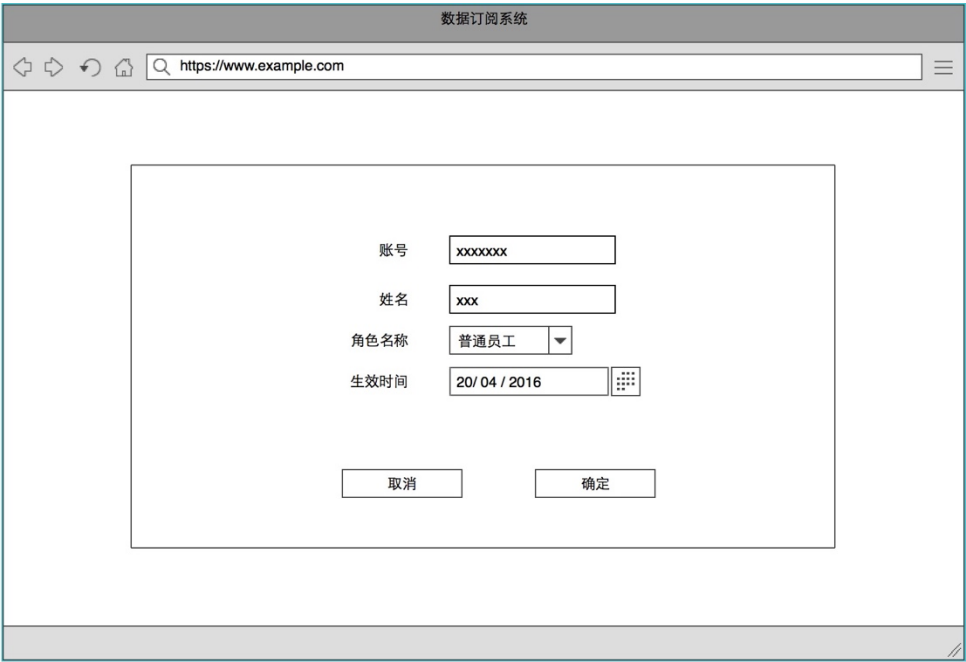 数据订阅系统
https://www.example.com
账号 xxxxxxx
姓名 xxx
角色名称 普通员工
生效时间 20/ 04 / 2016
取消 确定